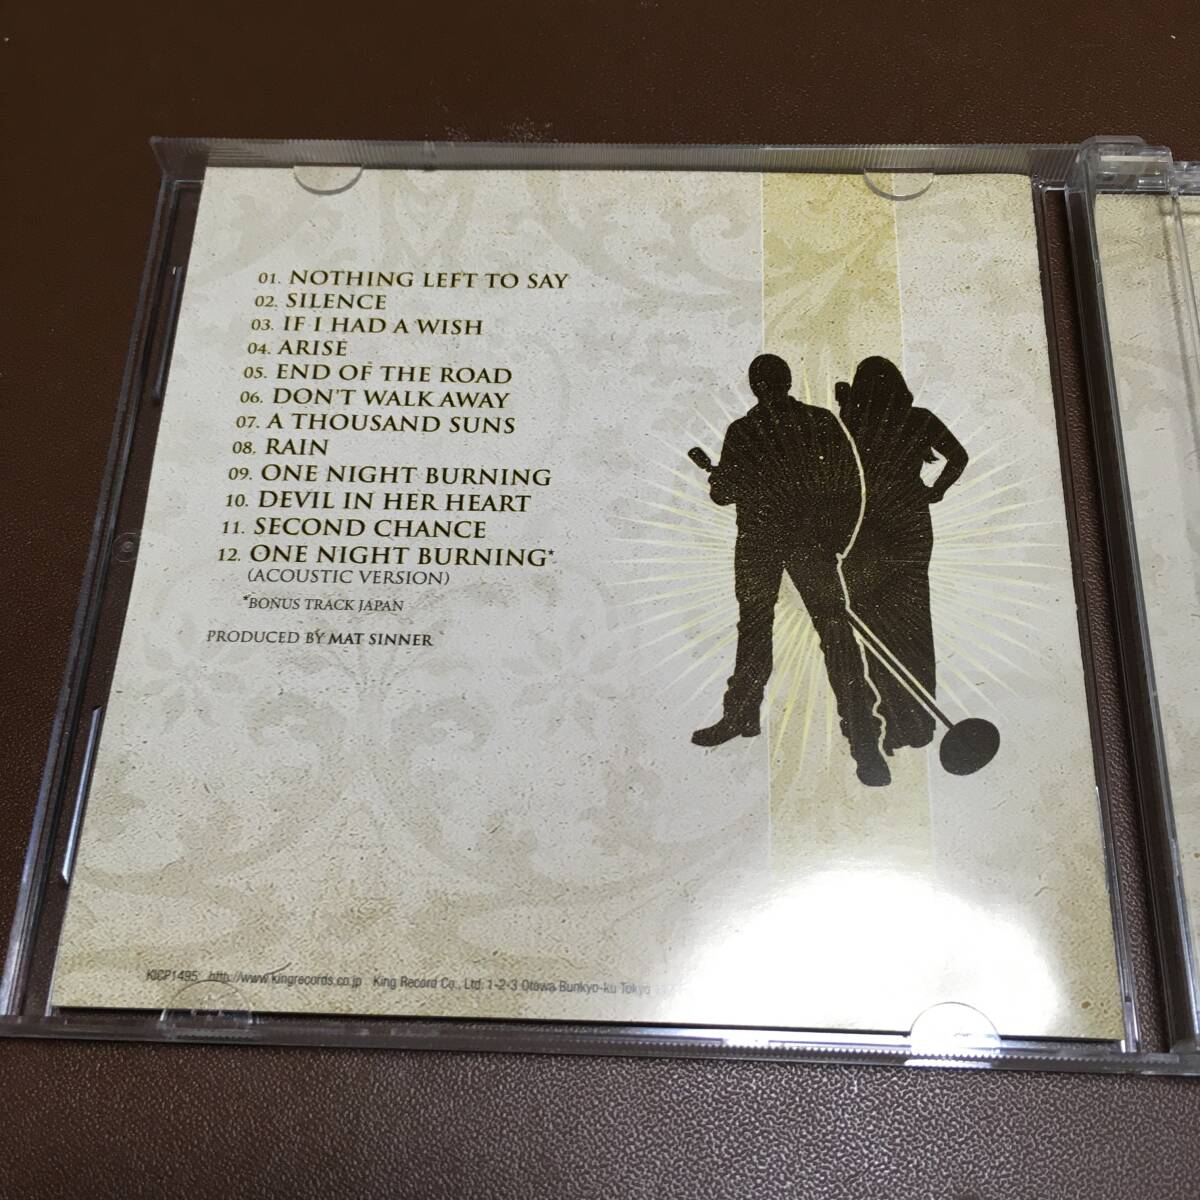 01. NOTHING LEFT TO SAY
02. SILENCE
03. IF I HAD A WISH
04. ARISE
05. END OF THE ROAD
06. DON'T WALK AWAY
07. A THOUSAND SUNS
08. RAIN
09. ONE NIGHT BURNING
10. DEVIL IN HER HEART
11. SECOND CHANCE
12. ONE NIGHT BURNING*
(ACOUSTIC VERSION)
*BONUS TRACK JAPAN
PRODUCED BY MAT SINNER
KICP1495 http://www.kingrecords.co.jp King Record Co., Ltd. 1-2-3 Otowa Bunkyo-ku Tokyo